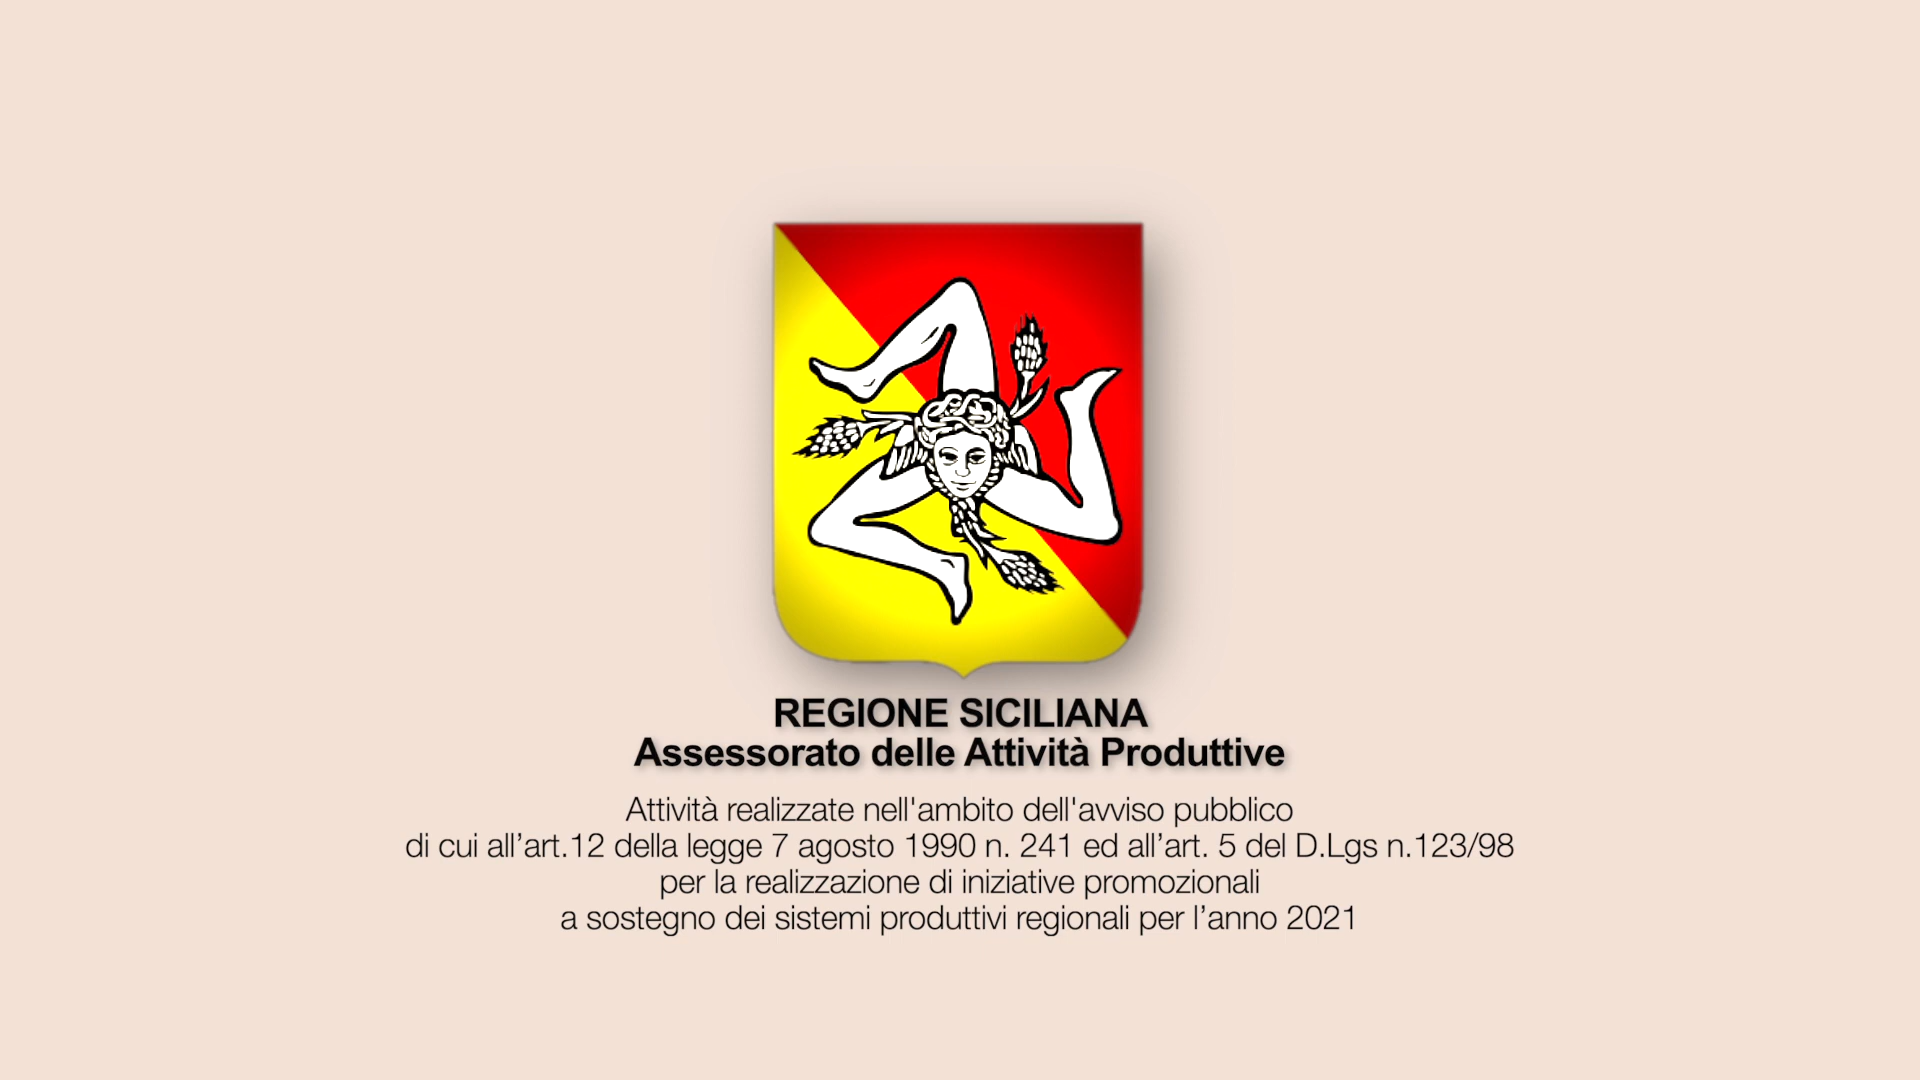 REGIONE SICILIANA
Assessorato delle Attività Produttive
Attività realizzate nell'ambito dell'avviso pubblico
di cui all’art.12 della legge 7 agosto 1990 n. 241 ed all’art. 5 del D.Lgs n.123/98
per la realizzazione di iniziative promozionali
a sostegno dei sistemi produttivi regionali per l’anno 2021